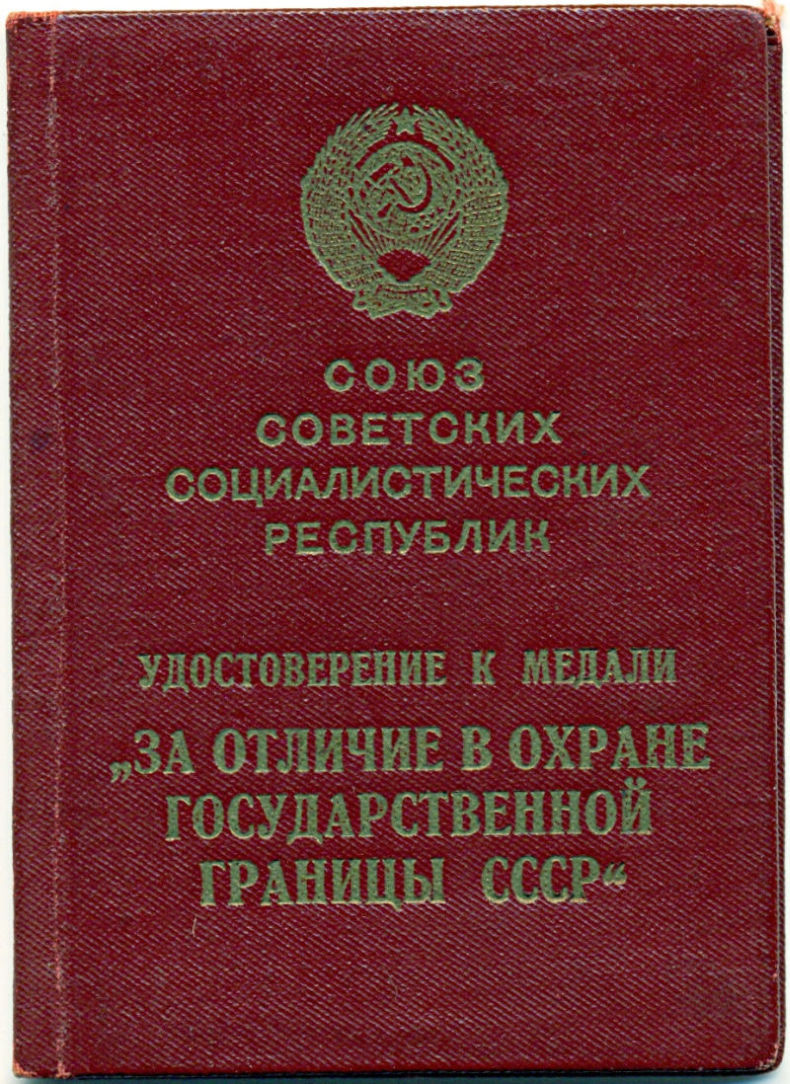 СОЮЗ
СОВЕТСКИХ
СОЦИАЛИСТИЧЕСКИХ
РЕСПУБЛИК
УДОСТОВЕРЕНИЕ К МЕДАЛИ
„ЗА ОТЛИЧИЕ В ОХРАНЕ
ГОСУДАРСТВЕННОЙ
ГРАНИЦЫ СССР“